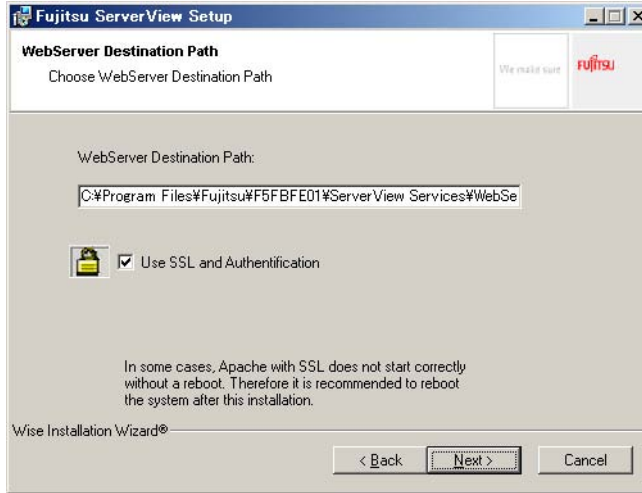 Fujitsu ServerView Setup
WebServer Destination Path
Choose WebServer Destination Path
We make sure
FUJITSU
WebServer Destination Path:
C:¥Program Files¥Fujitsu¥F5FBFE01¥ServerView Services¥WebSe
Use SSL and Authentification
In some cases, Apache with SSL does not start correctly
without a reboot. Therefore it is recommended to reboot
the system after this installation.
Wise Installation Wizard®
< Back
Next >
Cancel